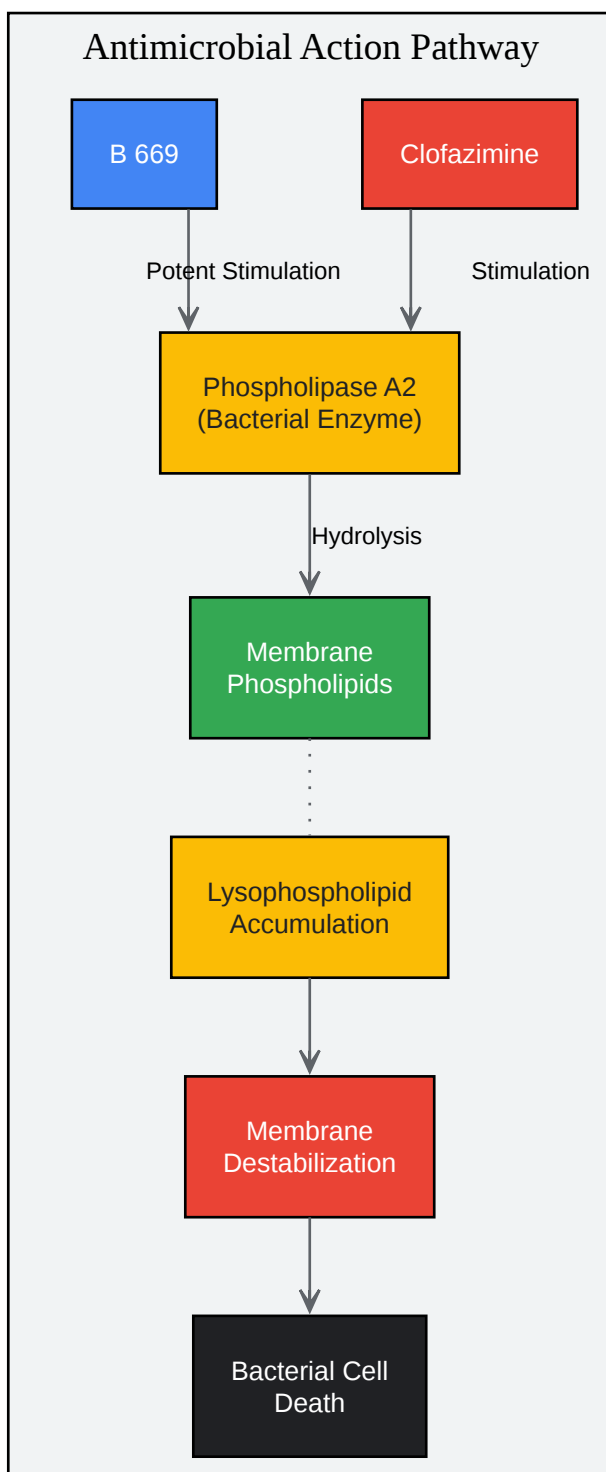 Antimicrobial Action Pathway
B 669
Clofazimine
Potent Stimulation
Stimulation
Phospholipase A2
(Bacterial Enzyme)
Hydrolysis
Membrane
Phospholipids
Lysophospholipid
Accumulation
Membrane
Destabilization
Bacterial Cell
Death